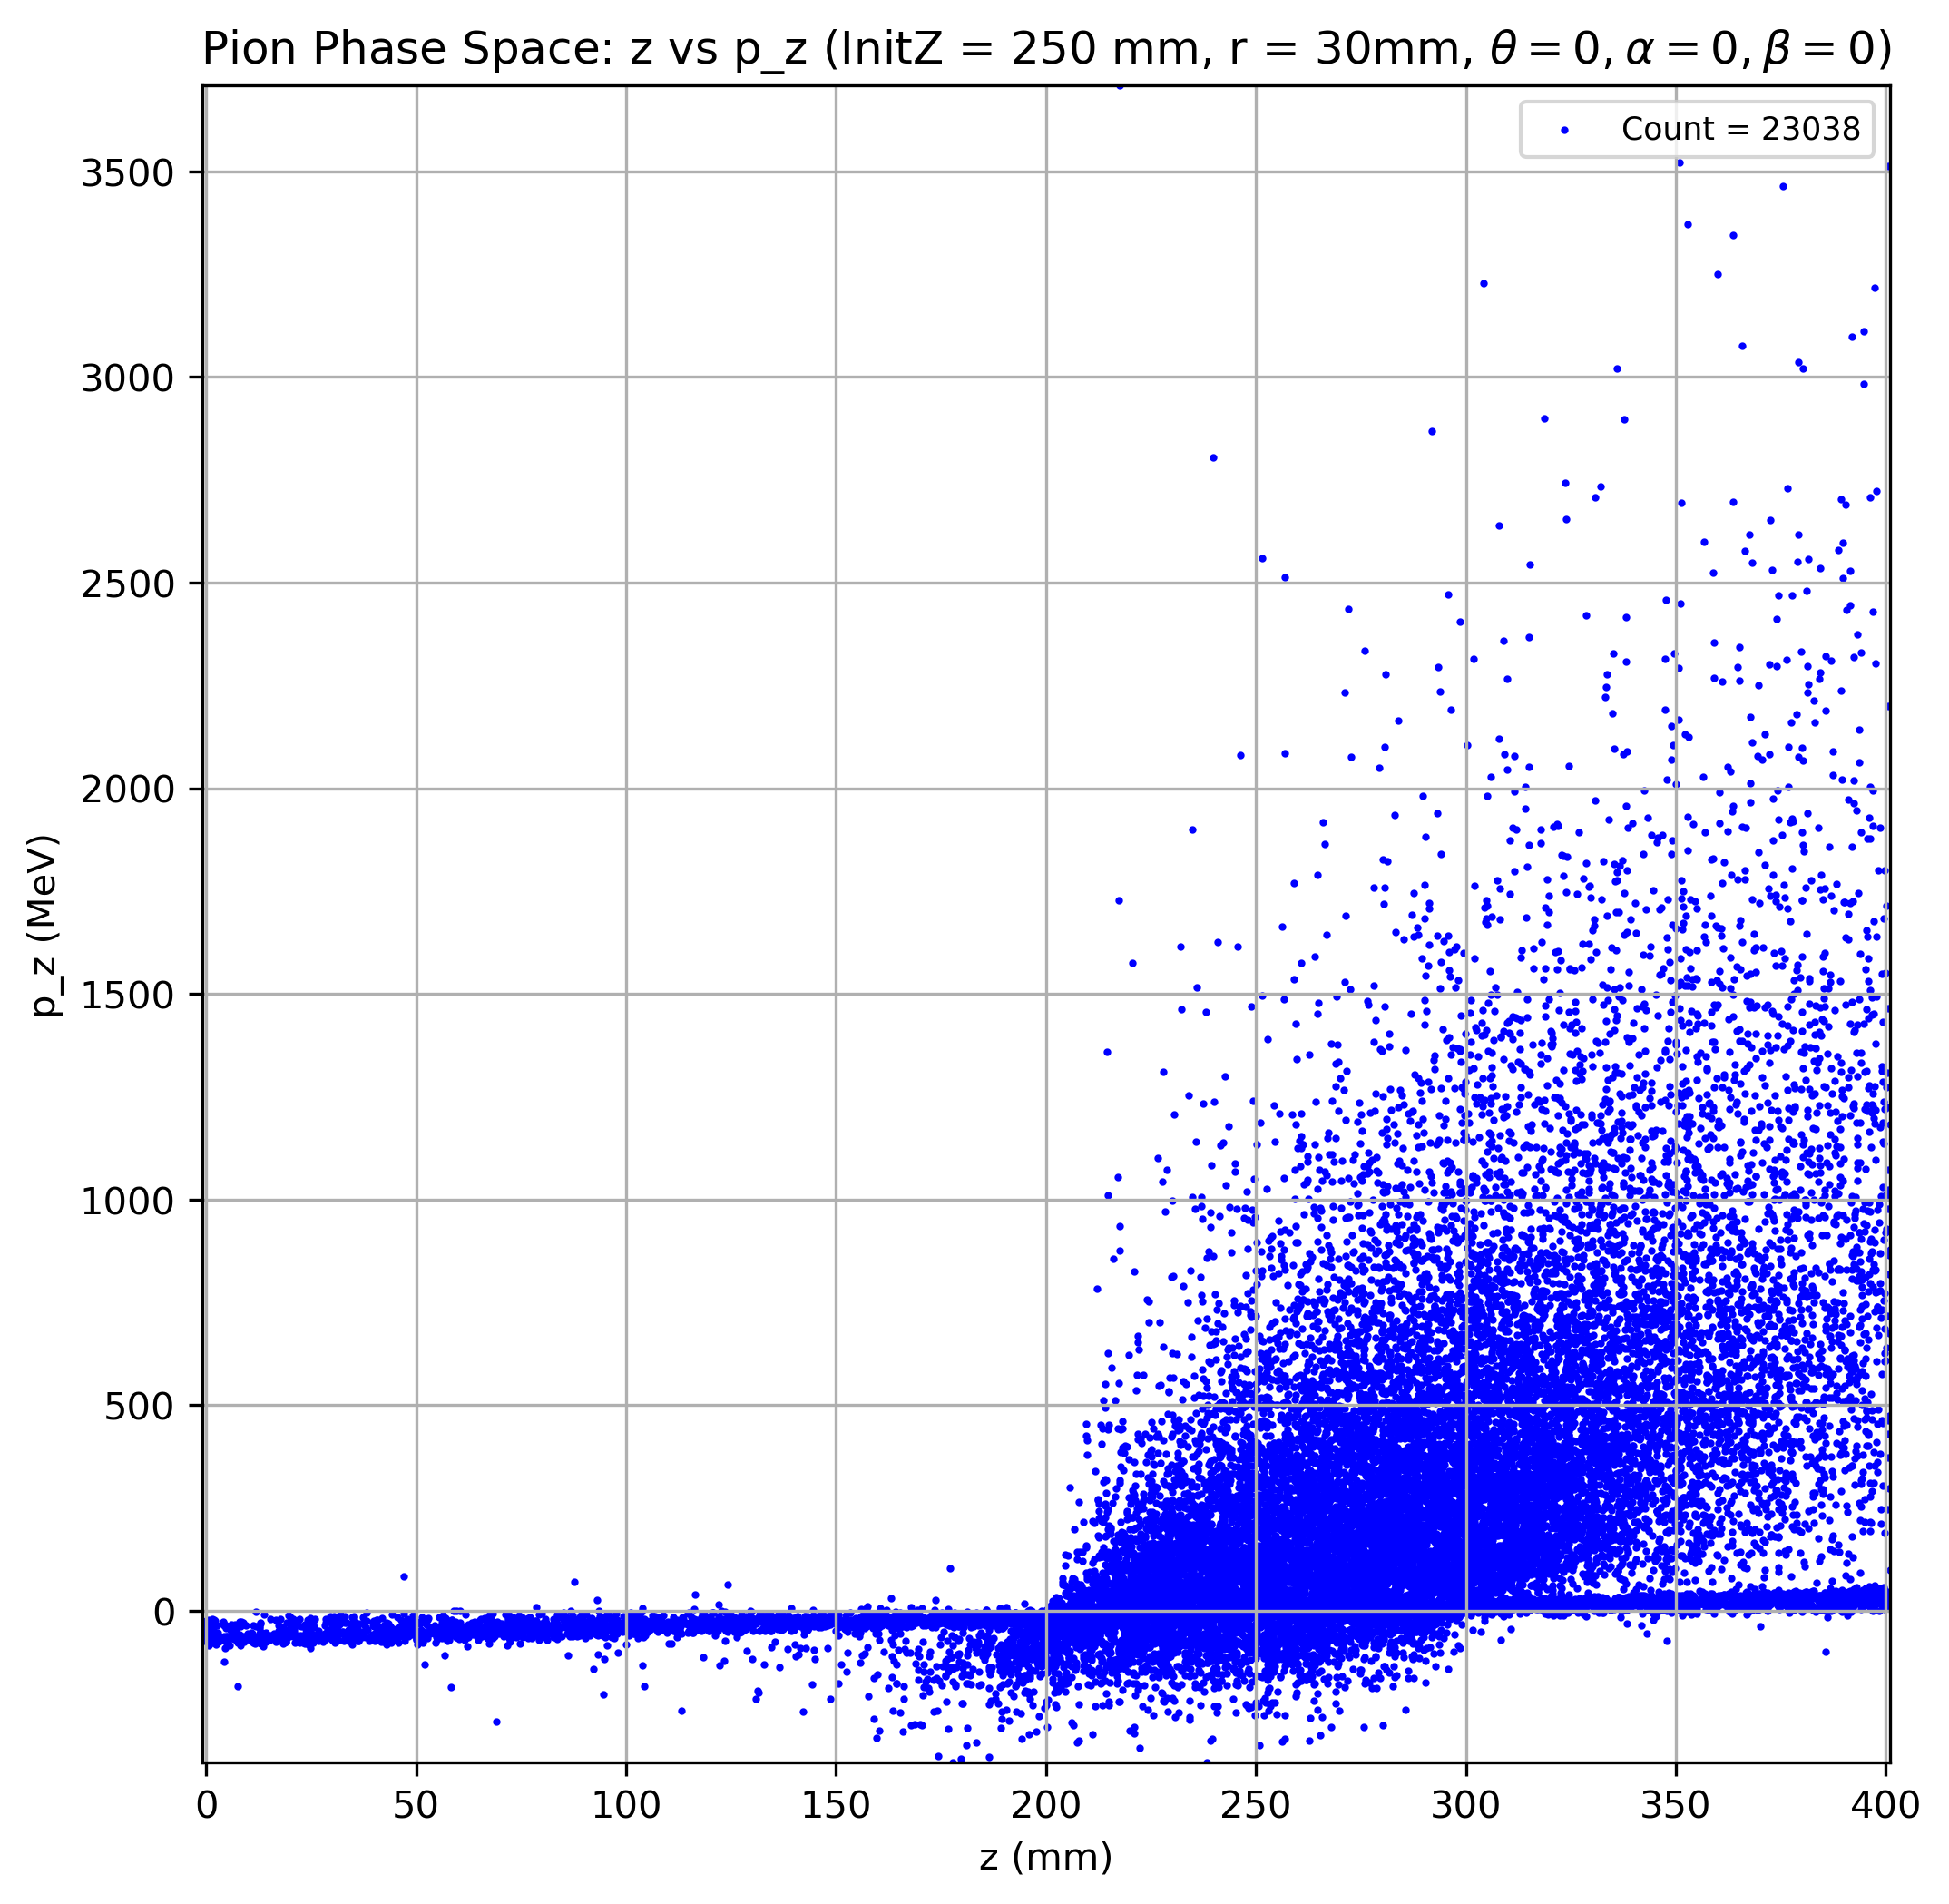 Pion Phase Space: z vs p_z (InitZ = 250 mm, r = 30mm, θ = 0, α = 0, β = 0)
Count = 23038
3500
3000
2500
2000
1500
1000
500
0
p_z (MeV)
0 50 100 150 200 250 300 350 400
z (mm)